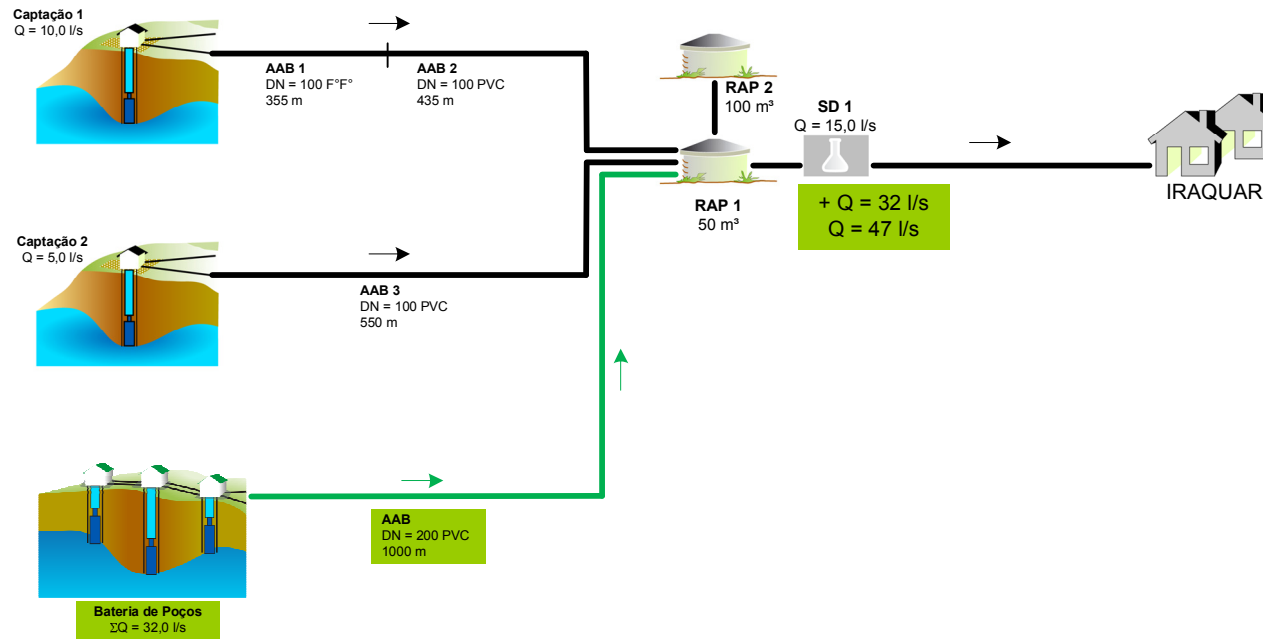 Captação 1
Q = 10,0 l/s
AAB 1
DN = 100 F°F°
355 m
AAB 2
DN = 100 PVC
435 m
RAP 2
100 m³
SD 1
Q = 15,0 l/s
RAP 1
50 m³
+ Q = 32 l/s
Q = 47 l/s
IRAQUAR
Captação 2
Q = 5,0 l/s
AAB 3
DN = 100 PVC
550 m
AAB
DN = 200 PVC
1000 m
Bateria de Poços
ΣQ = 32,0 l/s